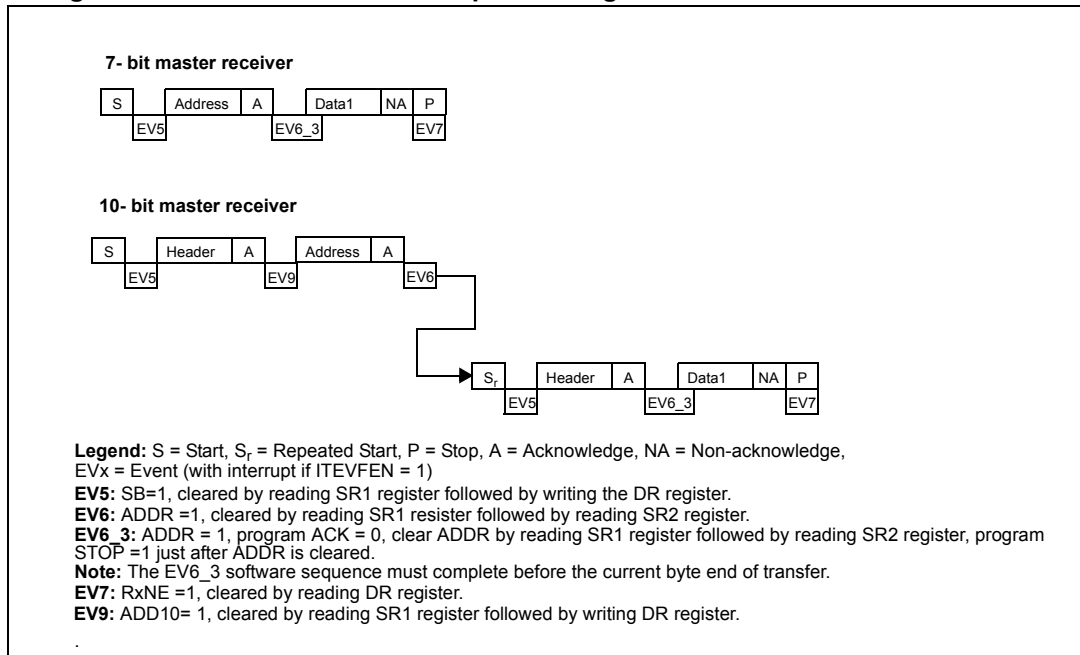 7- bit master receiver
S Address A Data1 NA P
EV5 EV6_3 EV7
10- bit master receiver
S Header A Address A
EV5 EV9 EV6
Sr Header A Data1 NA P
EV5 EV6_3 EV7
Legend: S = Start, Sr = Repeated Start, P = Stop, A = Acknowledge, NA = Non-acknowledge,
EVx = Event (with interrupt if ITEVFEN = 1)
EV5: SB=1, cleared by reading SR1 register followed by writing the DR register.
EV6: ADDR =1, cleared by reading SR1 resister followed by reading SR2 register.
EV6_3: ADDR = 1, program ACK = 0, clear ADDR by reading SR1 register followed by reading SR2 register, program
STOP =1 just after ADDR is cleared.
Note: The EV6_3 software sequence must complete before the current byte end of transfer.
EV7: RxNE =1, cleared by reading DR register.
EV9: ADD10= 1, cleared by reading SR1 register followed by writing DR register.
.